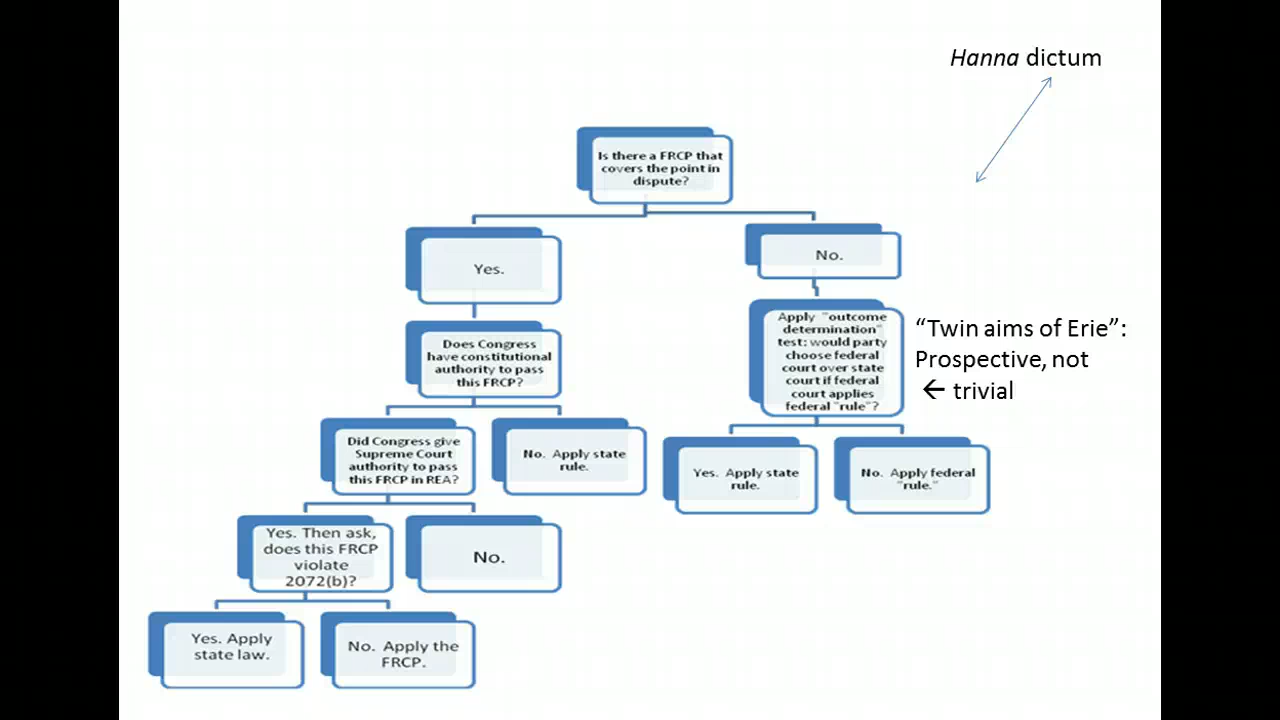 Hanna dictum
Is there a FRCP that
covers the point in
dispute?
Yes.
No.
Does Congress
have constitutional
authority to pass
this FRCP?
Apply "outcome
determination"
test: would party
choose federal
court over state
court if federal
court applies
federal "rule"?
“Twin aims of Erie”:
Prospective, not
← trivial
Did Congress give
Supreme Court
authority to pass
this FRCP in REA?
No. Apply state
rule.
Yes. Apply state
rule.
No. Apply federal
"rule."
Yes. Then ask,
does this FRCP
violate
2072(b)?
No.
Yes. Apply
state law.
No. Apply the
FRCP.